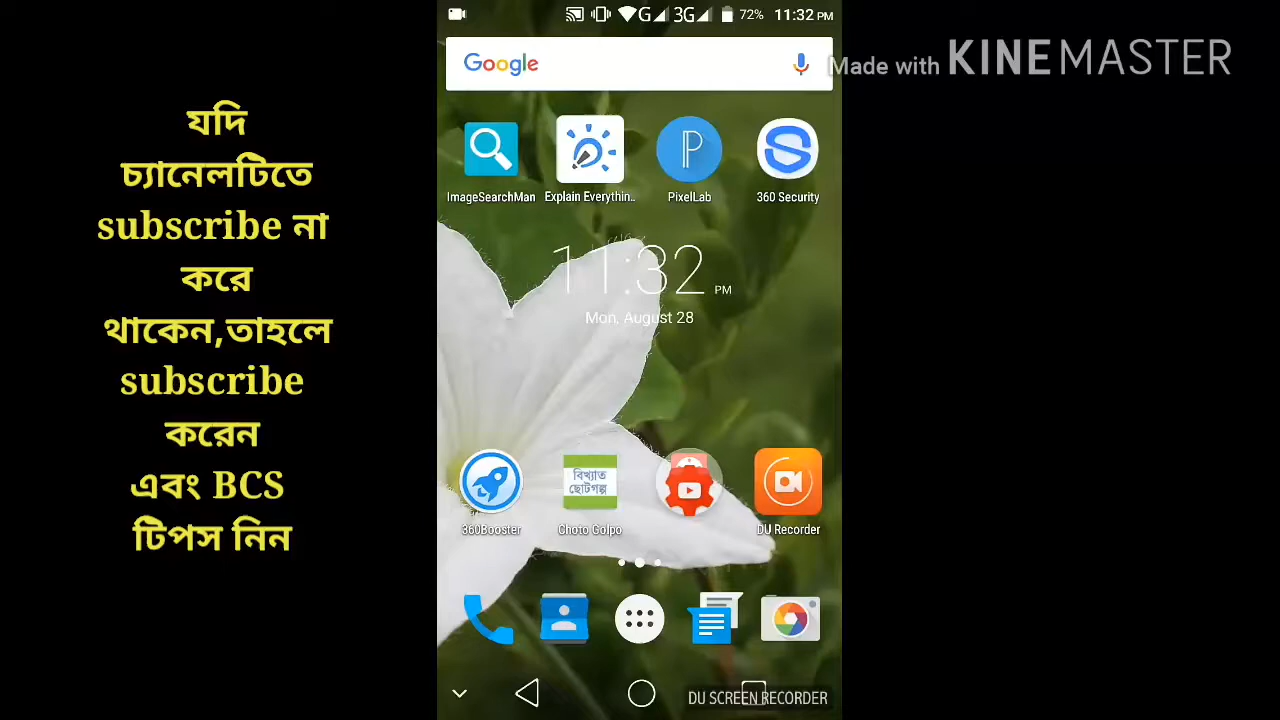 G 3G 72% 11:32 PM
Google
Made with KINEMASTER
যদি
চ্যানেলটিতে
subscribe না
করে
থাকেন,তাহলে
subscribe
করেন
এবং BCS
টিপস নিন
ImageSearchMan Explain Everythin.. PixelLab 360 Security
11:32 PM
Mon, August 28
বিখ্যাত
ছোটগল্প
360Booster Choto Golpo DU Recorder
DU SCREEN RECORDER